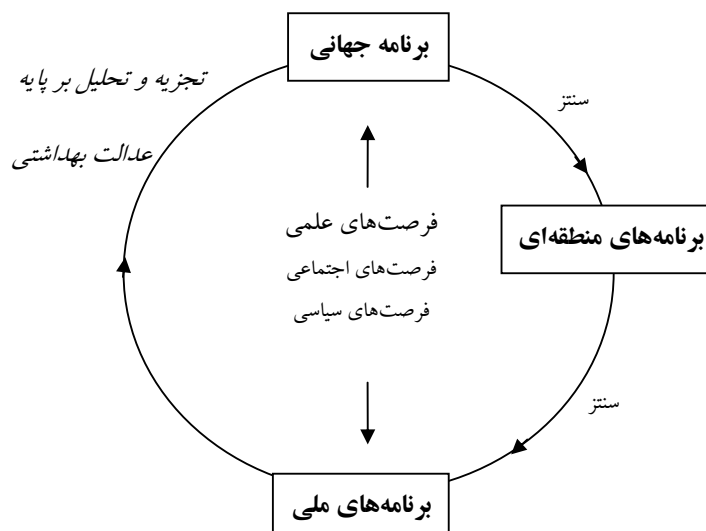 برنامه جهانی
تجزیه و تحلیل بر پایه
عدالت بهداشتی
سنتز
برنامه‌های منطقه‌ای
فرصت‌های علمی
فرصت‌های اجتماعی
فرصت‌های سیاسی
سنتز
برنامه‌های ملی